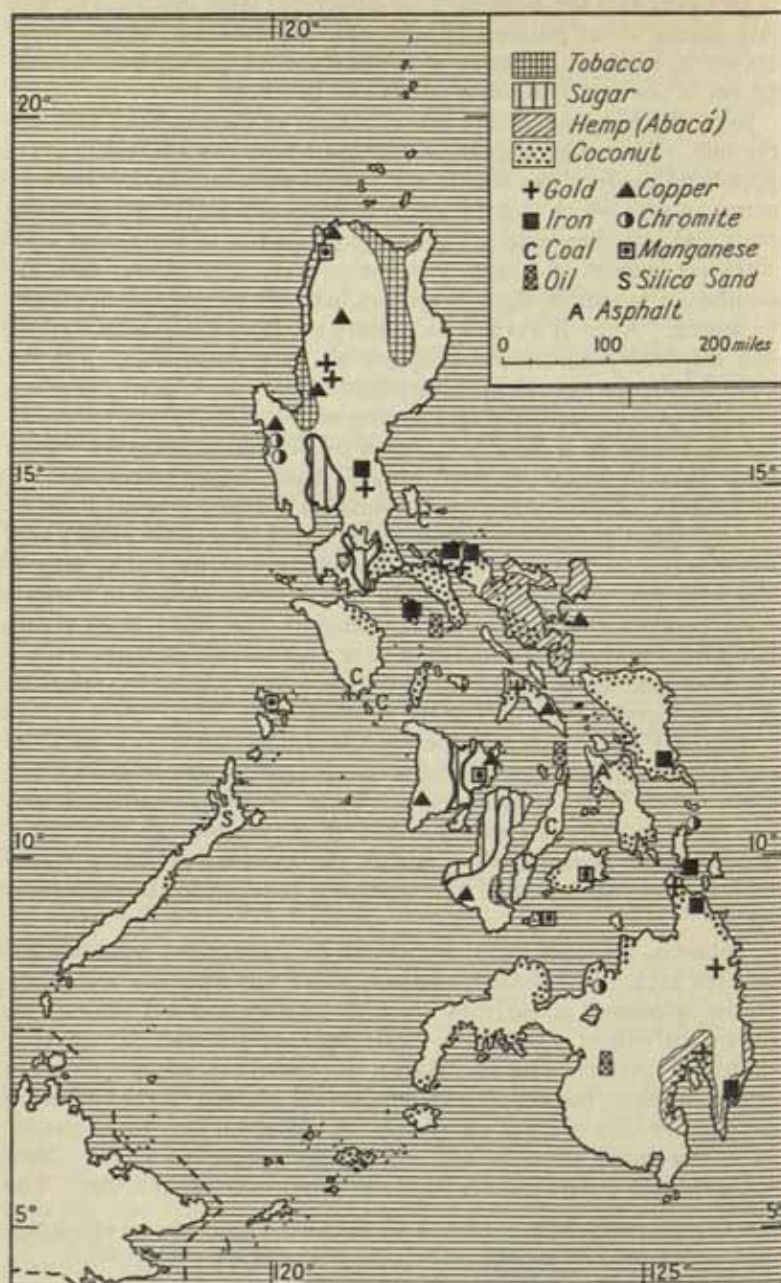 120°
Tobacco
Sugar
Hemp (Abacá)
Coconut
Gold Copper
Iron Chromite
C Coal Manganese
Oil S Silica Sand
A Asphalt
0 100 200 miles
20°
15° 15°
C
C
C
A
S
C
10° 10°
5° 5°
120° 125°